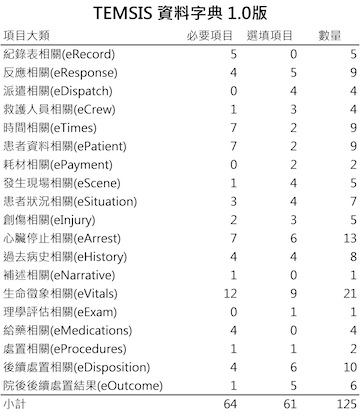 TEMSIS 資料字典 1.0版
項目大類 必要項目 選填項目 數量
紀錄表相關(eRecord) 5 0 5
反應相關(eResponse) 4 5 9
派遣相關(eDispatch) 0 4 4
救護人員相關(eCrew) 1 3 4
時間相關(eTimes) 7 2 9
患者資料相關(ePatient) 7 2 9
耗材相關(ePayment) 0 2 2
發生現場相關(eScene) 1 4 5
患者狀況相關(eSituation) 3 4 7
創傷相關(eInjury) 2 3 5
心臟停止相關(eArrest) 7 6 13
過去病史相關(eHistory) 4 4 8
補述相關(eNarrative) 1 0 1
生命徵象相關(eVitals) 12 9 21
理學評估相關(eExam) 0 1 1
給藥相關(eMedications) 4 0 4
處置相關(eProcedures) 1 1 2
後續處置相關(eDisposition) 4 6 10
院後後續處置結果(eOutcome) 1 5 6
小計 64 61 125